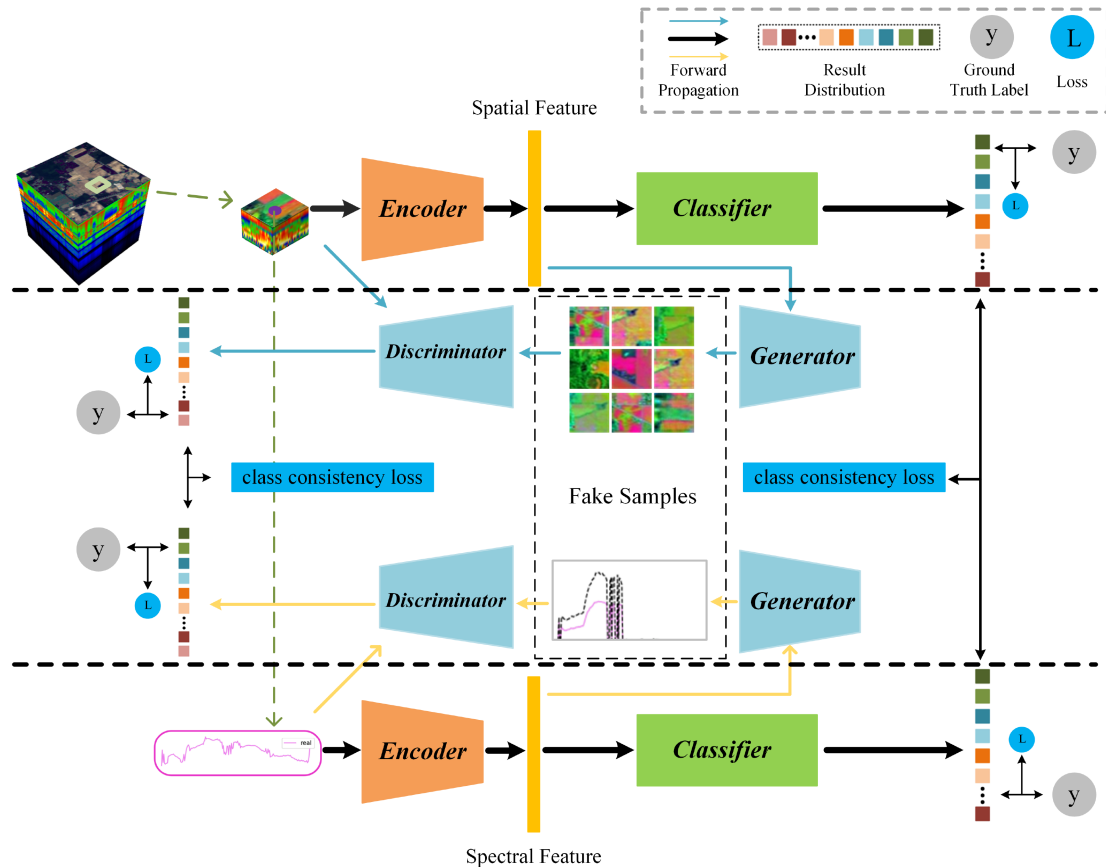 y
L
Forward
Propagation
Result
Distribution
Ground
Truth Label
Loss
Spatial Feature
Encoder
Classifier
y
L
L
y
Discriminator
Generator
class consistency loss
Fake Samples
class consistency loss
y
L
Discriminator
Generator
real
Encoder
Classifier
L
y
Spectral Feature